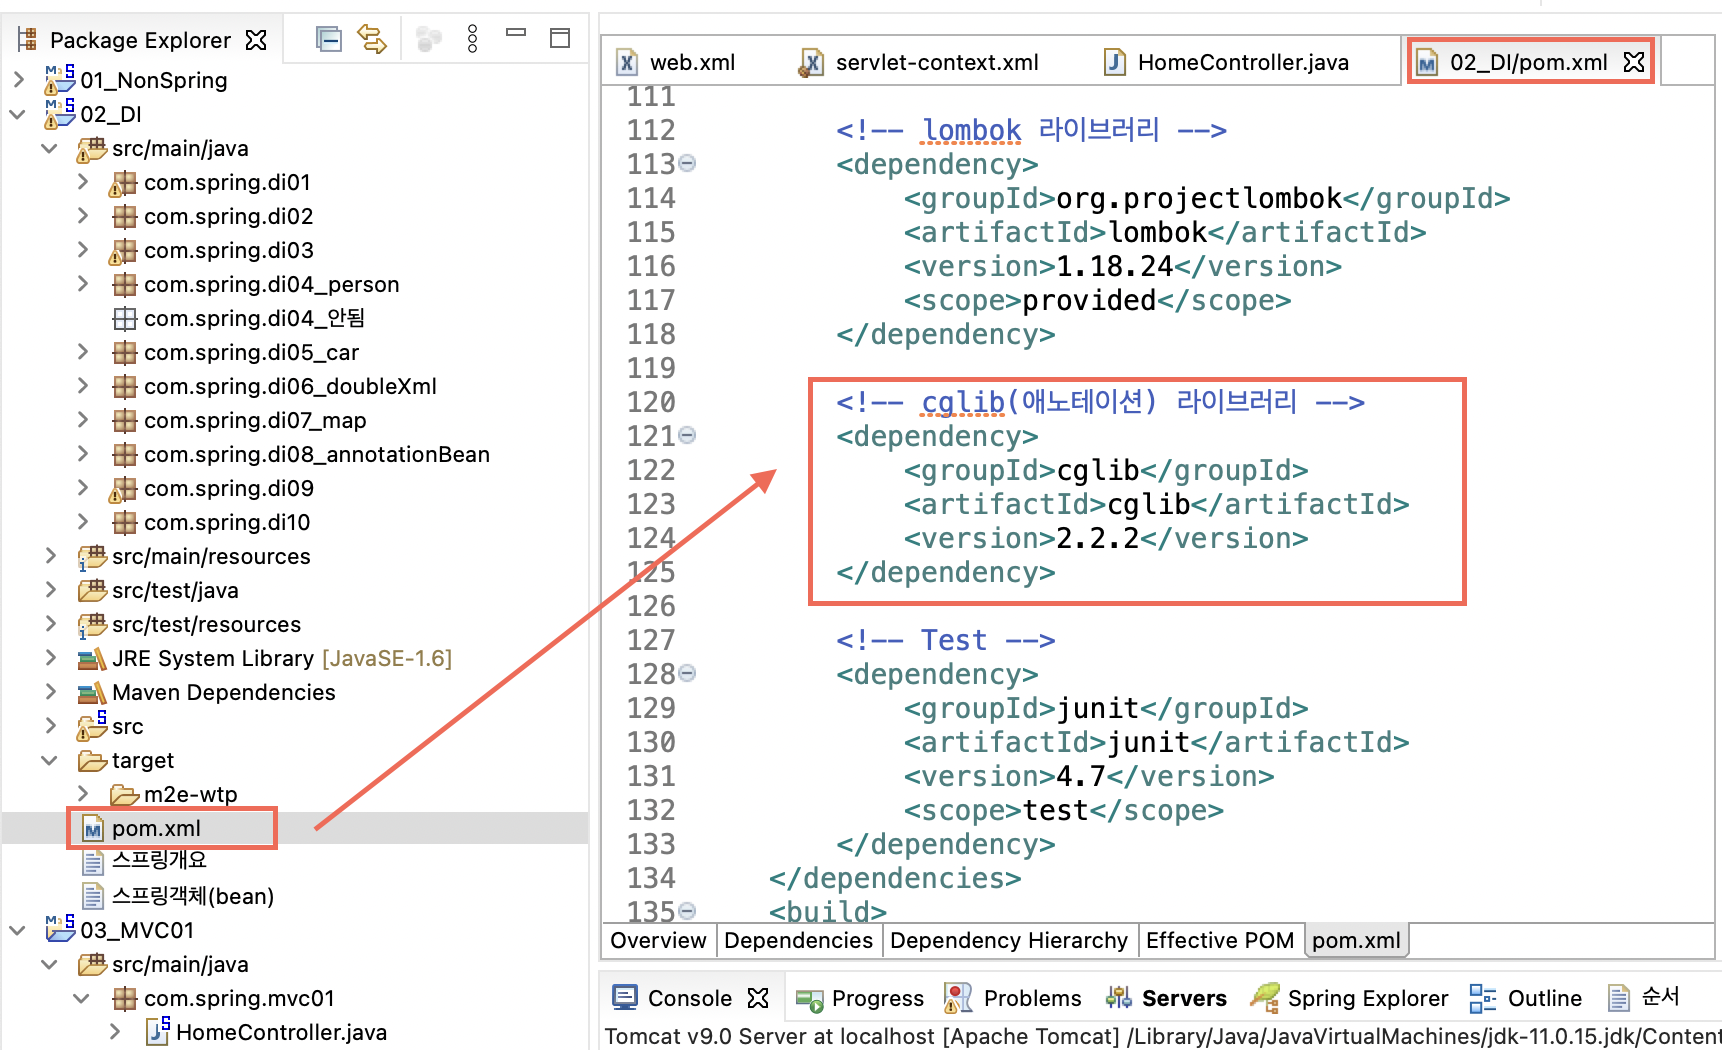 Package Explorer
01_NonSpring
02_DI
src/main/java
com.spring.di01
com.spring.di02
com.spring.di03
com.spring.di04_person
com.spring.di04_안됨
com.spring.di05_car
com.spring.di06_doubleXml
com.spring.di07_map
com.spring.di08_annotationBean
com.spring.di09
com.spring.di10
src/main/resources
src/test/java
src/test/resources
JRE System Library [JavaSE-1.6]
Maven Dependencies
src
target
m2e-wtp
pom.xml
스프링개요
스프링객체(bean)
03_MVC01
src/main/java
com.spring.mvc01
HomeController.java
web.xml servlet-context.xml HomeController.java 02_DI/pom.xml
111
112 <!-- lombok 라이브러리 -->
113 <dependency>
114 <groupId>org.projectlombok</groupId>
115 <artifactId>lombok</artifactId>
116 <version>1.18.24</version>
117 <scope>provided</scope>
118 </dependency>
119
120 <!-- cglib(애노테이션) 라이브러리 -->
121 <dependency>
122 <groupId>cglib</groupId>
123 <artifactId>cglib</artifactId>
124 <version>2.2.2</version>
125 </dependency>
126
127 <!-- Test -->
128 <dependency>
129 <groupId>junit</groupId>
130 <artifactId>junit</artifactId>
131 <version>4.7</version>
132 <scope>test</scope>
133 </dependency>
134 </dependencies>
135 <build>
Overview Dependencies Dependency Hierarchy Effective POM pom.xml
Console Progress Problems Servers Spring Explorer Outline 순서
Tomcat v9.0 Server at localhost [Apache Tomcat] /Library/Java/JavaVirtualMachines/jdk-11.0.15.jdk/Content